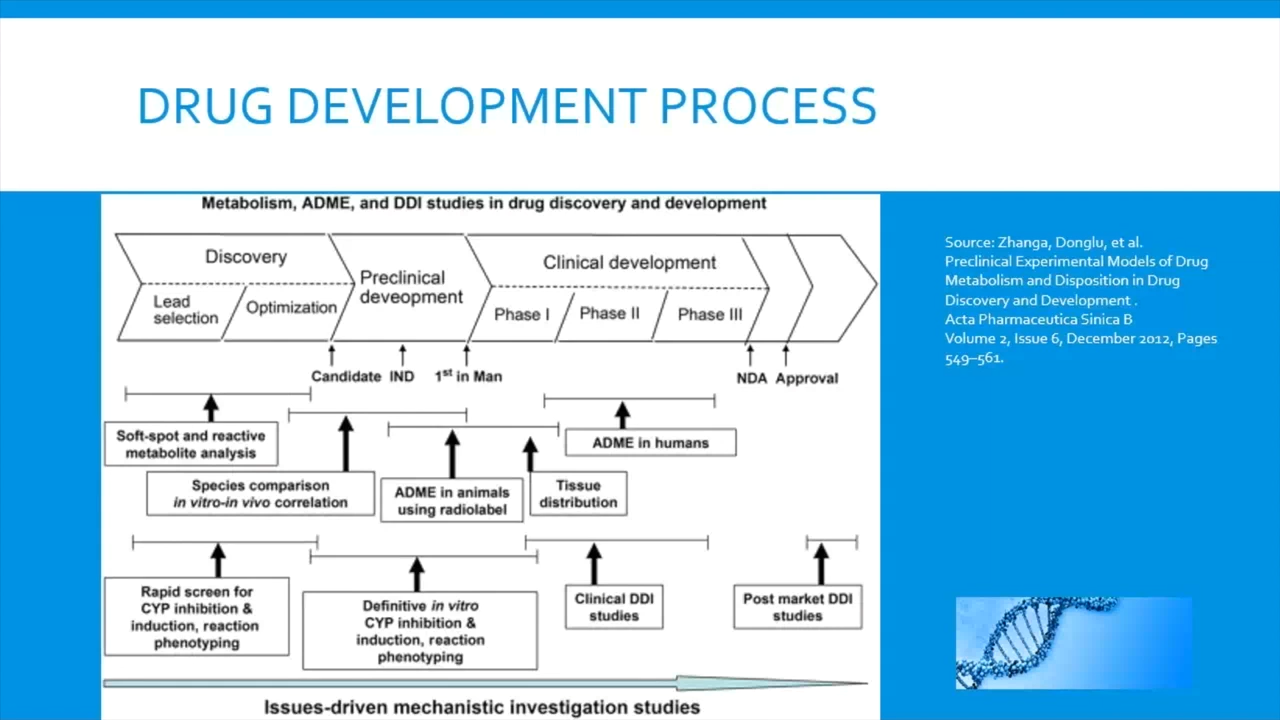 DRUG DEVELOPMENT PROCESS
Metabolism, ADME, and DDI studies in drug discovery and development
Discovery
Lead
selection
Optimization
Preclinical
deveopment
Clinical development
Phase I
Phase II
Phase III
Candidate
IND
1st in Man
NDA
Approval
Soft-spot and reactive
metabolite analysis
Species comparison
in vitro-in vivo correlation
ADME in animals
using radiolabel
Tissue
distribution
ADME in humans
Rapid screen for
CYP inhibition &
induction, reaction
phenotyping
Definitive in vitro
CYP inhibition &
induction, reaction
phenotyping
Clinical DDI
studies
Post market DDI
studies
Issues-driven mechanistic investigation studies
Source: Zhanga, Donglu, et al.
Preclinical Experimental Models of Drug
Metabolism and Disposition in Drug
Discovery and Development .
Acta Pharmaceutica Sinica B
Volume 2, Issue 6, December 2012, Pages
549–561.